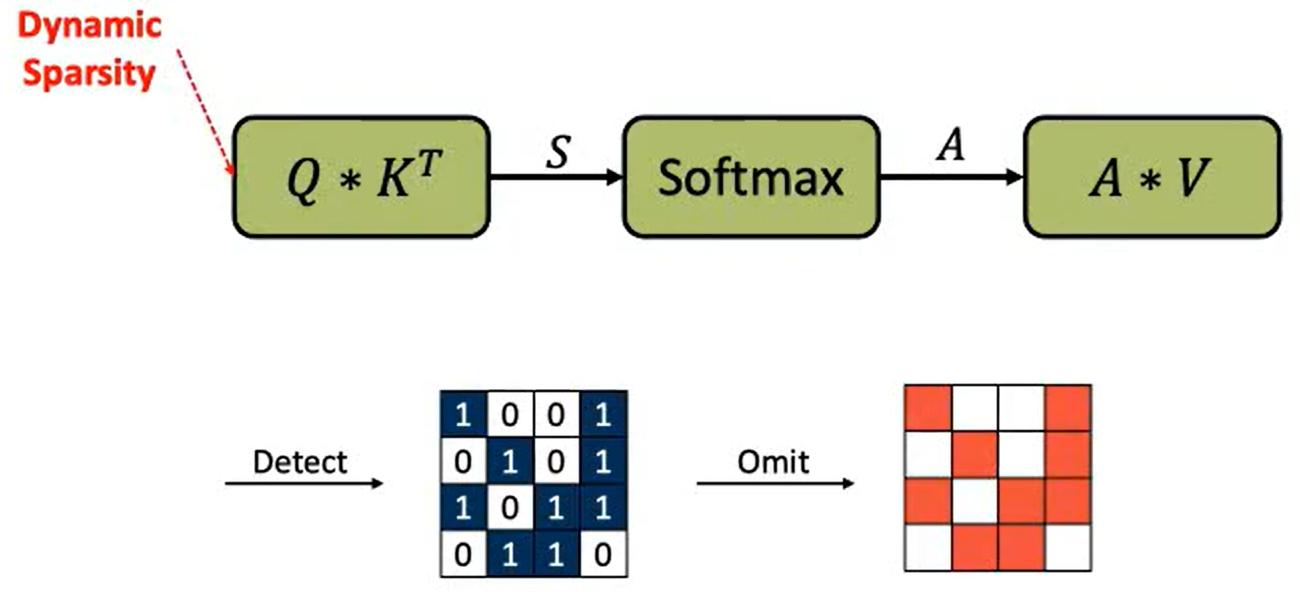 Dynamic
Sparsity
Q * K^T
S
Softmax
A
A * V
Detect
1 0 0 1
0 1 0 1
1 0 1 1
0 1 1 0
Omit